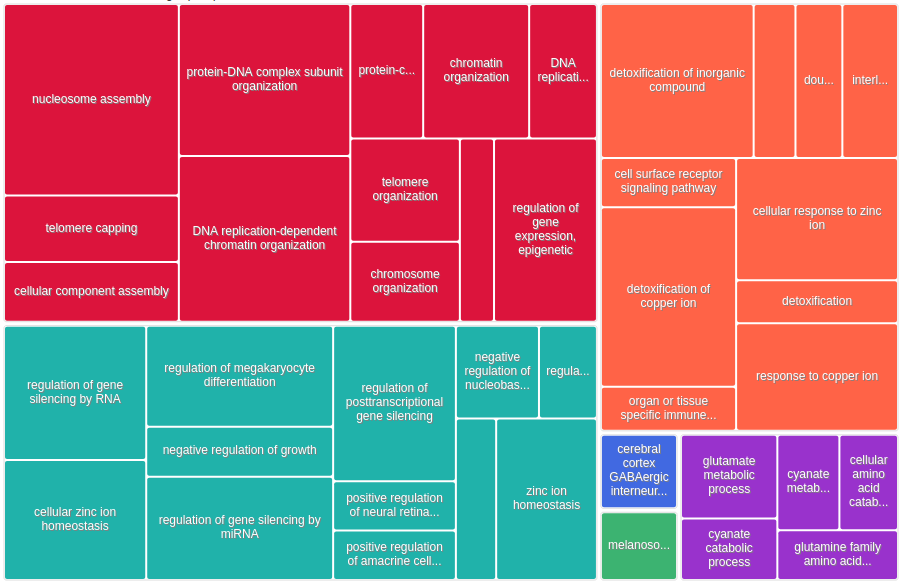 nucleosome assembly
telomere capping
cellular component assembly
protein-DNA complex subunit
organization
DNA replication-dependent
chromatin organization
protein-c...
chromatin
organization
DNA
replicati...
telomere
organization
chromosome
organization
regulation of
gene
expression,
epigenetic
detoxification of inorganic
compound
dou...
interl...
cell surface receptor
signaling pathway
detoxification of
copper ion
organ or tissue
specific immune...
cellular response to zinc
ion
detoxification
response to copper ion
regulation of gene
silencing by RNA
cellular zinc ion
homeostasis
regulation of megakaryocyte
differentiation
negative regulation of growth
regulation of gene silencing by
miRNA
regulation of
posttranscriptional
gene silencing
positive regulation
of neural retina...
positive regulation
of amacrine cell...
negative
regulation of
nucleobas...
regula...
zinc ion
homeostasis
cerebral
cortex
GABAergic
interneur...
melanoso...
glutamate
metabolic
process
cyanate
catabolic
process
cyanate
metab...
cellular
amino
acid
catab...
glutamine family
amino acid...